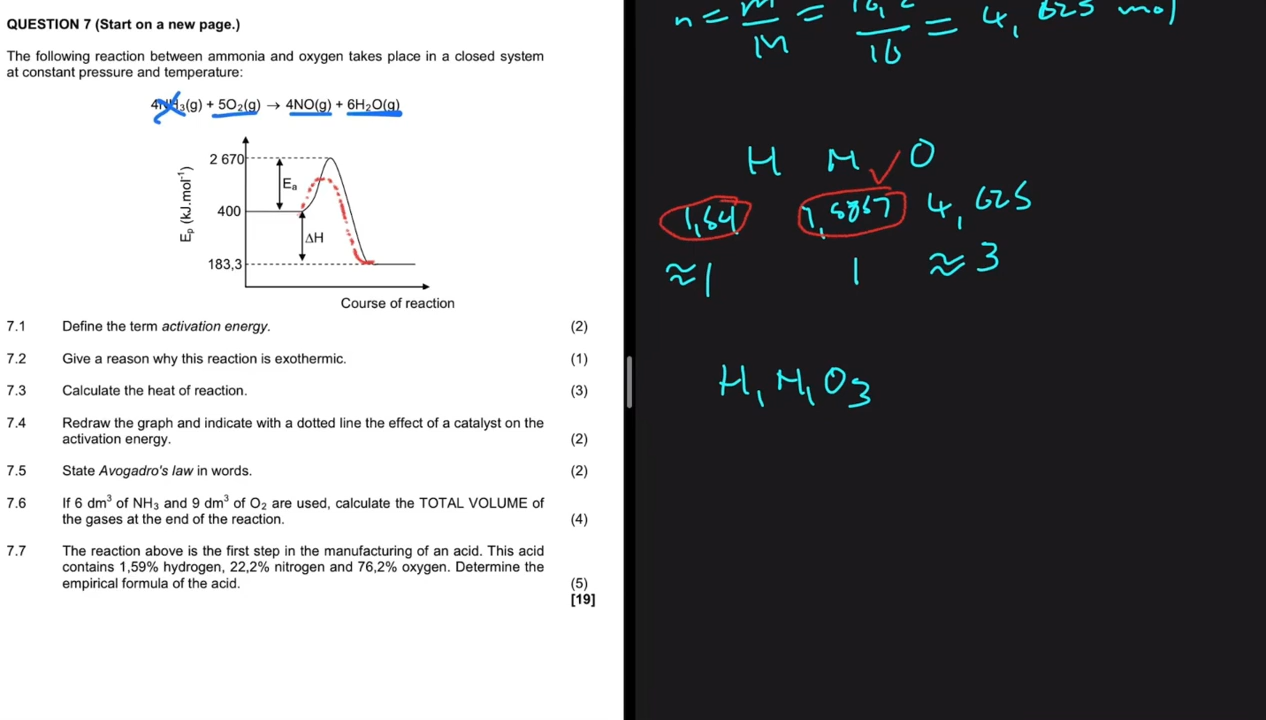 QUESTION 7 (Start on a new page.)
The following reaction between ammonia and oxygen takes place in a closed system
at constant pressure and temperature:
4NH₃(g) + 5O₂(g) → 4NO(g) + 6H₂O(g)
2 670
Eₐ
400
ΔH
183,3
Eₚ (kJ.mol⁻¹)
Course of reaction
7.1 Define the term activation energy. (2)
7.2 Give a reason why this reaction is exothermic. (1)
7.3 Calculate the heat of reaction. (3)
7.4 Redraw the graph and indicate with a dotted line the effect of a catalyst on the
activation energy. (2)
7.5 State Avogadro's law in words. (2)
7.6 If 6 dm³ of NH₃ and 9 dm³ of O₂ are used, calculate the TOTAL VOLUME of
the gases at the end of the reaction. (4)
7.7 The reaction above is the first step in the manufacturing of an acid. This acid
contains 1,59% hydrogen, 22,2% nitrogen and 76,2% oxygen. Determine the
empirical formula of the acid. (5)
[19]
n = m/M = /16 = 4,625 mol
H N O
1,5857 4,625
≈1 1 ≈3
H₁N₁O₃